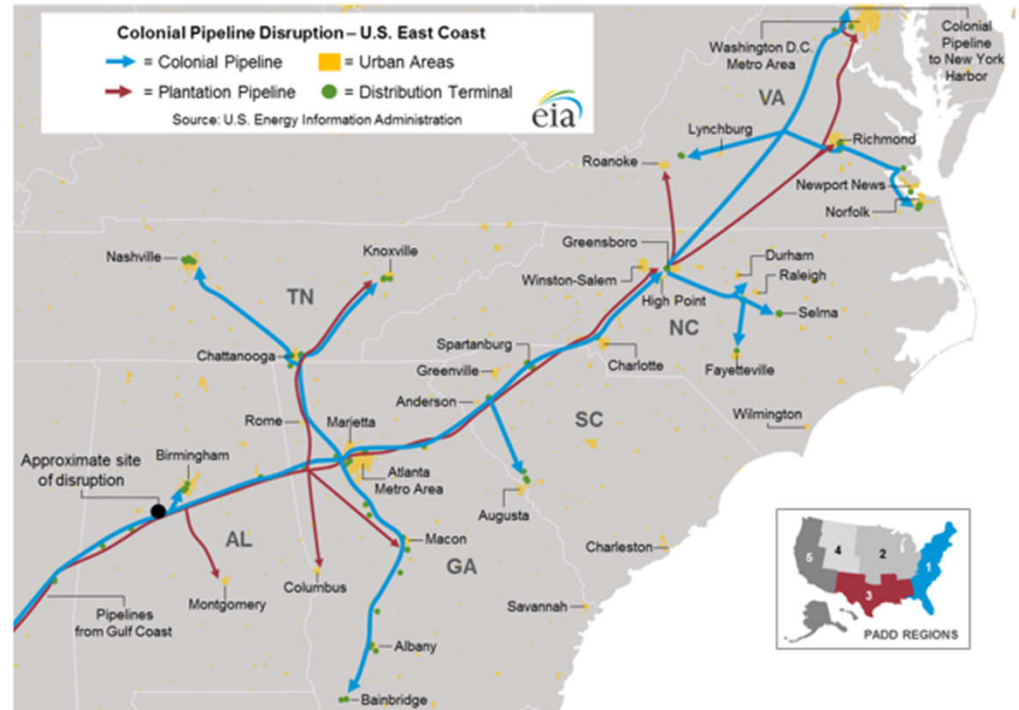 Colonial Pipeline Disruption – U.S. East Coast
= Colonial Pipeline
= Urban Areas
= Plantation Pipeline
= Distribution Terminal
Source: U.S. Energy Information Administration
eia
Washington D.C.
Metro Area
Colonial
Pipeline
to New York
Harbor
VA
Lynchburg
Richmond
Roanoke
Newport News
Norfolk
Greensboro
Nashville
Knoxville
Durham
Winston-Salem
Raleigh
TN
High Point
Selma
NC
Chattanooga
Spartanburg
Charlotte
Greenville
Fayetteville
Anderson
Rome
Marietta
SC
Wilmington
Approximate site
of disruption
Birmingham
Atlanta
Metro Area
Augusta
AL
Macon
Charleston
GA
Columbus
Montgomery
Savannah
Pipelines
from Gulf Coast
Albany
Bainbridge
5
4
2
1
3
PADD REGIONS